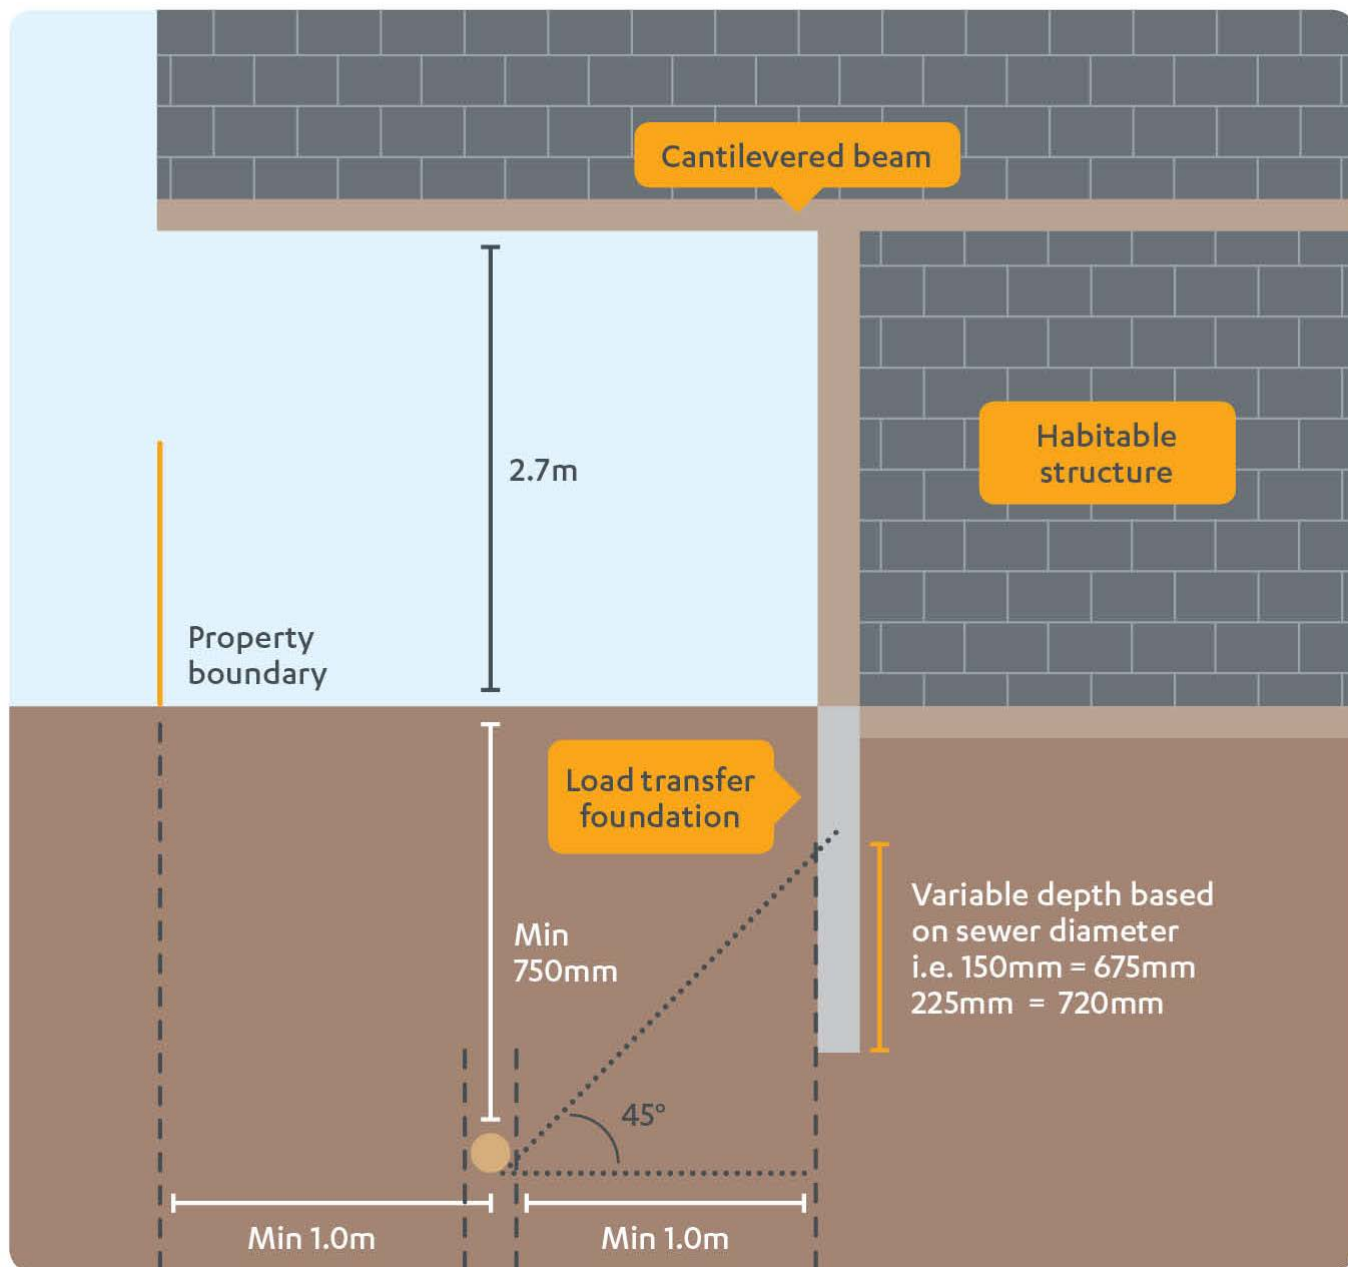 Cantilevered beam
Habitable
structure
2.7m
Property
boundary
Load transfer
foundation
Variable depth based
on sewer diameter
i.e. 150mm = 675mm
225mm = 720mm
Min
750mm
45°
Min 1.0m
Min 1.0m